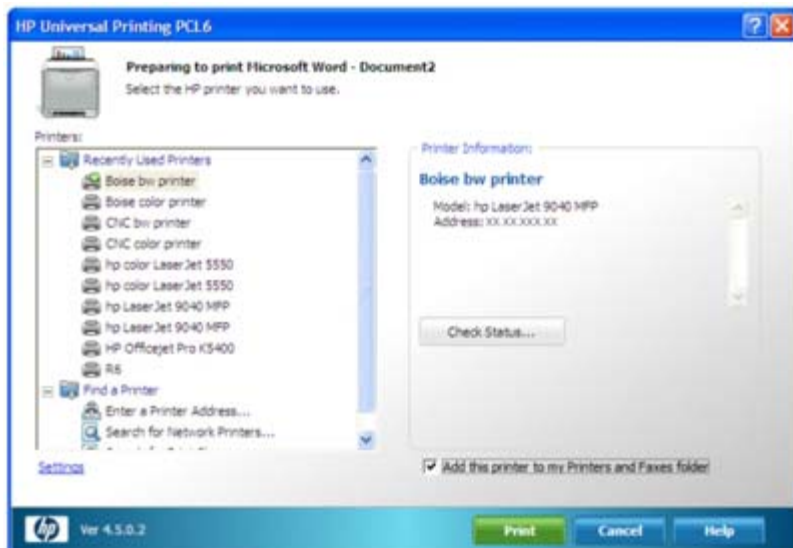 HP Universal Printing PCL6
Preparing to print Microsoft Word - Document2
Select the HP printer you want to use.
Printers:
Recently Used Printers
Boise bw printer
Boise color printer
CNC bw printer
CNC color printer
hp color LaserJet 5550
hp color LaserJet 5550
hp LaserJet 9040 MFP
hp LaserJet 9040 MFP
HP Officejet Pro K5400
R6
Find a Printer
Enter a Printer Address...
Search for Network Printers...
Settings
Printer Information:
Boise bw printer
Model: hp LaserJet 9040 MFP
Address: XX.XX.XXX.XX
Check Status...
Add this printer to my Printers and Faxes folder
hp
Ver 4.5.0.2
Print
Cancel
Help